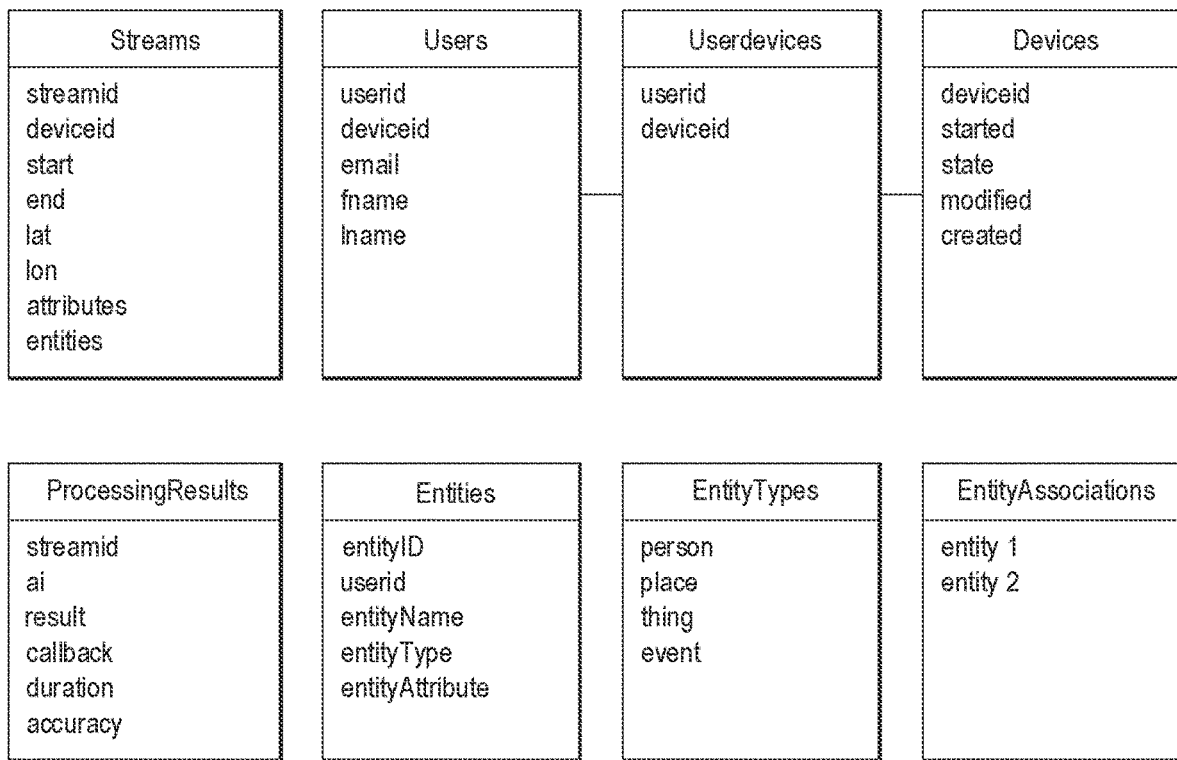 Streams
streamid
deviceid
start
end
lat
lon
attributes
entities
Users
userid
deviceid
email
fname
lname
Userdevices
userid
deviceid
Devices
deviceid
started
state
modified
created
ProcessingResults
streamid
ai
result
callback
duration
accuracy
Entities
entityID
userid
entityName
entityType
entityAttribute
EntityTypes
person
place
thing
event
EntityAssociations
entity 1
entity 2